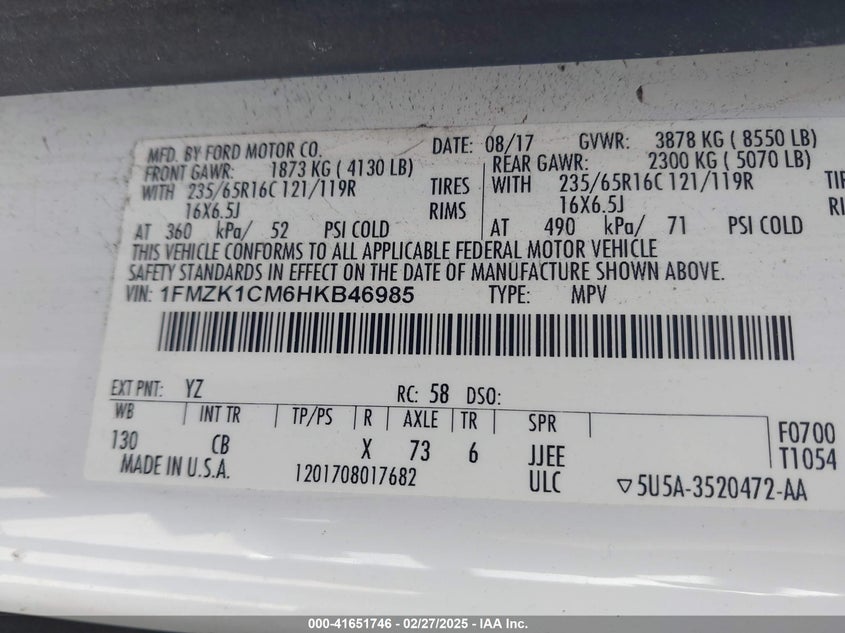 MFD. BY FORD MOTOR CO. DATE: 08/17 GVWR: 3878 KG ( 8550 LB)
FRONT GAWR: 1873 KG ( 4130 LB) REAR GAWR: 2300 KG ( 5070 LB)
WITH 235/65R16C 121/119R TIRES WITH 235/65R16C 121/119R
16X6.5J RIMS 16X6.5J
AT 360 kPa/ 52 PSI COLD AT 490 kPa/ 71 PSI COLD
THIS VEHICLE CONFORMS TO ALL APPLICABLE FEDERAL MOTOR VEHICLE
SAFETY STANDARDS IN EFFECT ON THE DATE OF MANUFACTURE SHOWN ABOVE.
VIN: 1FMZK1CM6HKB46985 TYPE: MPV
EXT PNT: YZ RC: 58 DSO:
WB INT TR TP/PS R AXLE TR SPR
130 CB X 73 6 JJEE F0700
MADE IN U.S.A. 1201708017682 ULC T1054
▽5U5A-3520472-AA
000-41651746 — 02/27/2025 - IAA Inc.